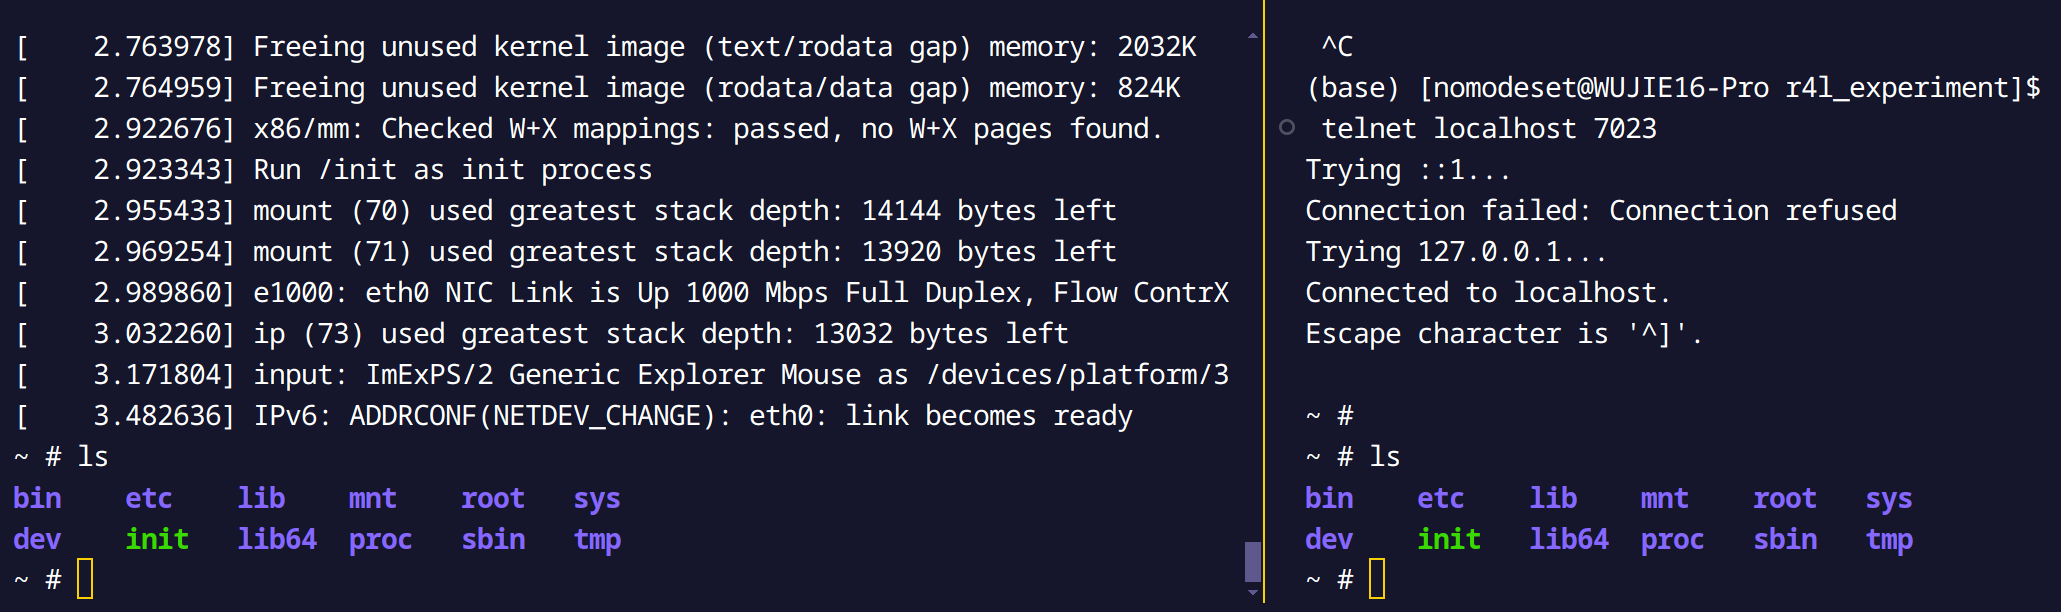 [    2.763978] Freeing unused kernel image (text/rodata gap) memory: 2032K
[    2.764959] Freeing unused kernel image (rodata/data gap) memory: 824K
[    2.922676] x86/mm: Checked W+X mappings: passed, no W+X pages found.
[    2.923343] Run /init as init process
[    2.955433] mount (70) used greatest stack depth: 14144 bytes left
[    2.969254] mount (71) used greatest stack depth: 13920 bytes left
[    2.989860] e1000: eth0 NIC Link is Up 1000 Mbps Full Duplex, Flow ContrX
[    3.032260] ip (73) used greatest stack depth: 13032 bytes left
[    3.171804] input: ImExPS/2 Generic Explorer Mouse as /devices/platform/3
[    3.482636] IPv6: ADDRCONF(NETDEV_CHANGE): eth0: link becomes ready
~ # ls
bin    etc    lib    mnt    root   sys
dev    init   lib64  proc   sbin   tmp
~ #
^C
(base) [nomodeset@WUJIE16-Pro r4l_experiment]$
telnet localhost 7023
Trying ::1...
Connection failed: Connection refused
Trying 127.0.0.1...
Connected to localhost.
Escape character is '^]'.
~ #
~ # ls
bin    etc    lib    mnt    root   sys
dev    init   lib64  proc   sbin   tmp
~ #